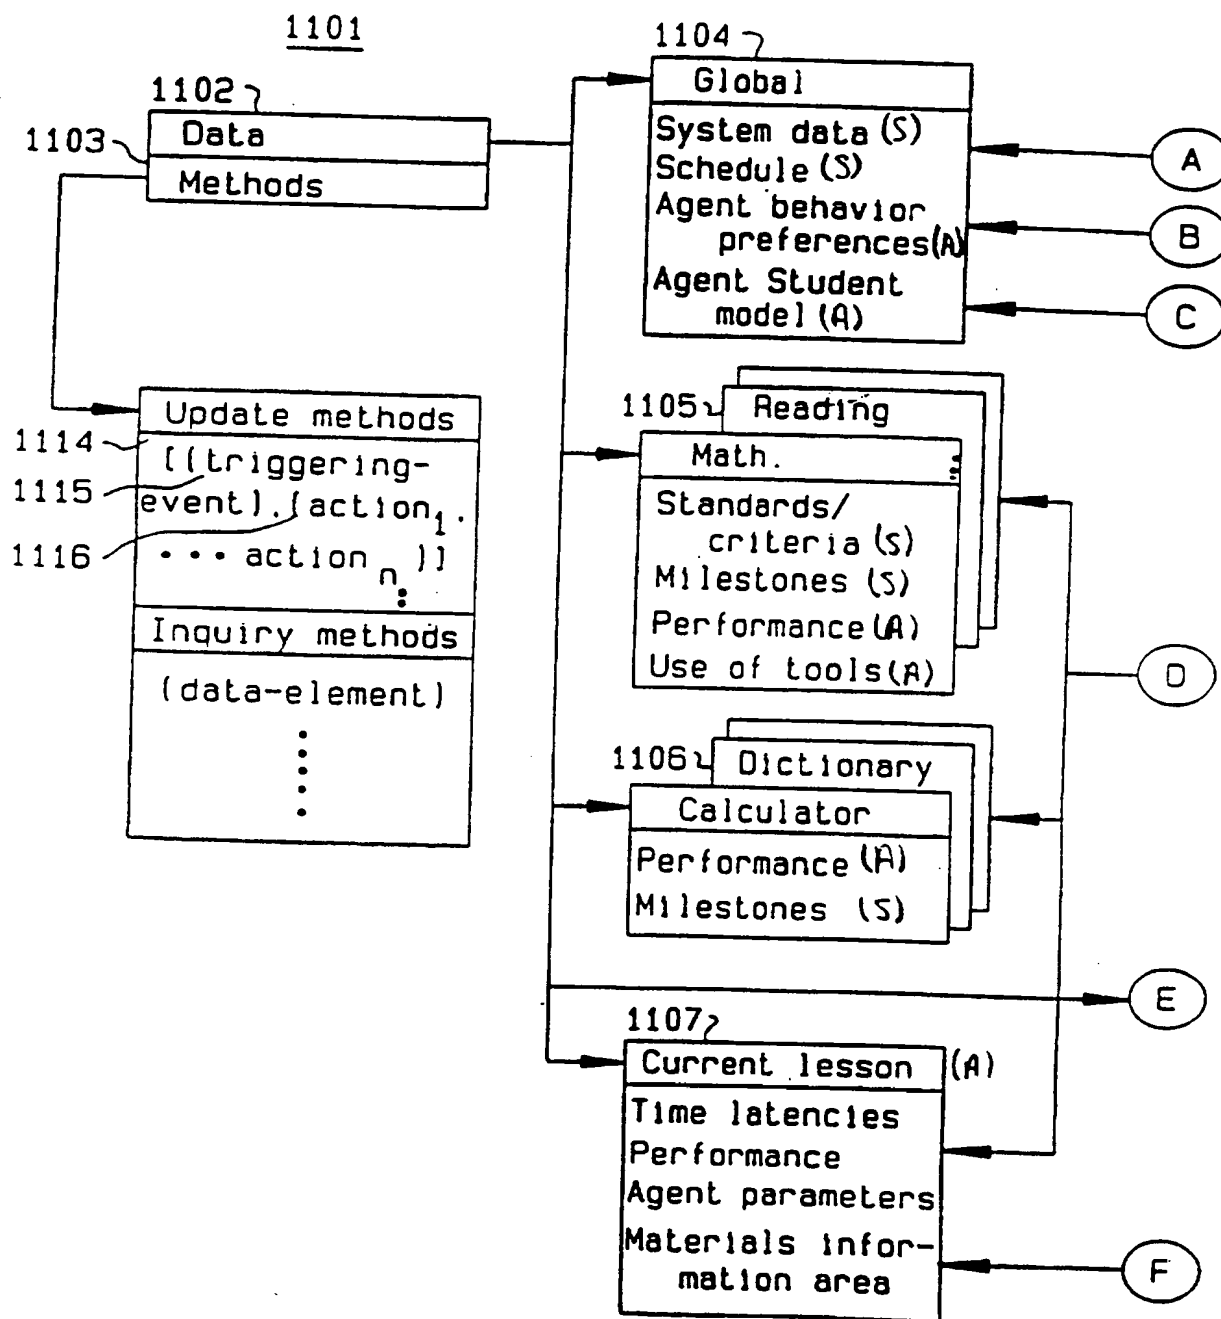 1101
1102
Data
1103
Methods
Update methods
1114
[((triggering-
1115
event),(action1,
1116
••• action n )]]
Inquiry methods
(data-element)
1104
Global
System data (S)
Schedule (S)
Agent behavior
preferences(A)
Agent Student
model (A)
A
B
C
1105
Reading
Math.
Standards/
criteria (S)
Milestones (S)
Performance (A)
Use of tools (A)
D
1106
Dictionary
Calculator
Performance (A)
Milestones (S)
E
1107
Current lesson (A)
Time latencies
Performance
Agent parameters
Materials infor-
mation area
F